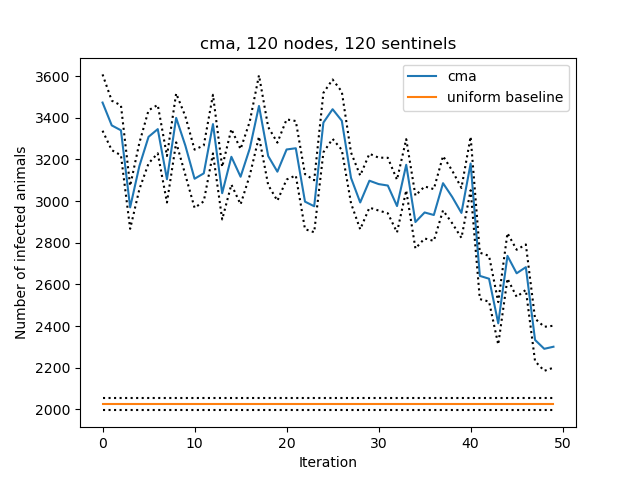 cma, 120 nodes, 120 sentinels
cma
uniform baseline
Number of infected animals
3600
3400
3200
3000
2800
2600
2400
2200
2000
0 10 20 30 40 50
Iteration